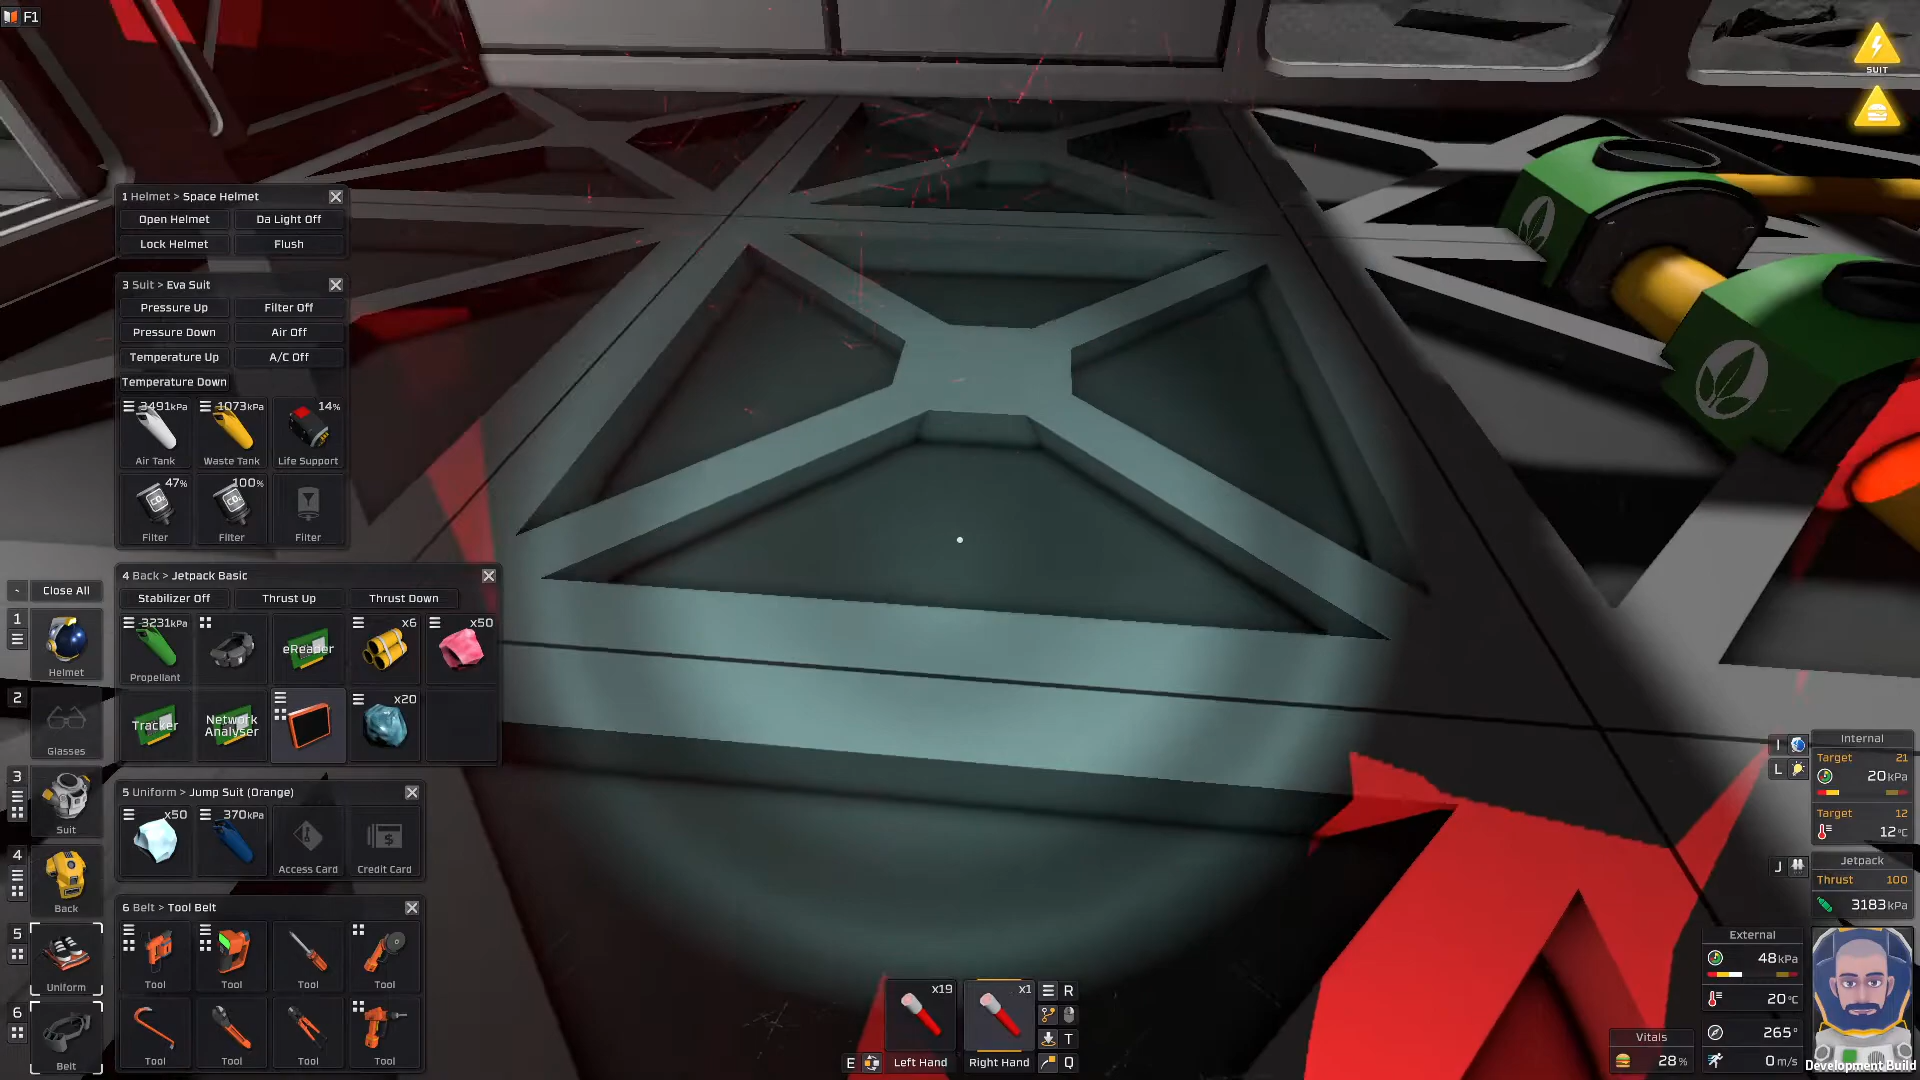 F1
SUIT
1 Helmet > Space Helmet
Open Helmet
Da Light Off
Lock Helmet
Flush
3 Suit > Eva Suit
Pressure Up
Filter Off
Pressure Down
Air Off
Temperature Up
A/C Off
Temperature Down
3491kPa
1073kPa
14%
Air Tank
Waste Tank
Life Support
47%
100%
Filter
Filter
Filter
4 Back > Jetpack Basic
Stabilizer Off
Thrust Up
Thrust Down
3231kPa
eReader
x6
x50
Propellant
Tracker
Network
Analyser
x20
5 Uniform > Jump Suit (Orange)
x50
370kPa
Access Card
Credit Card
6 Belt > Tool Belt
Tool
Tool
Tool
Tool
Tool
Tool
Tool
Tool
~
Close All
1
Helmet
2
Glasses
3
Suit
4
Back
5
Uniform
6
Belt
x19
x1
R
T
E
Left Hand
Right Hand
Q
Internal
I
Target 21
20kPa
L
Target 12
12°C
Jetpack
J
Thrust 100
3183kPa
External
48kPa
20°C
265°
0m/s
Vitals
28%
Development Build